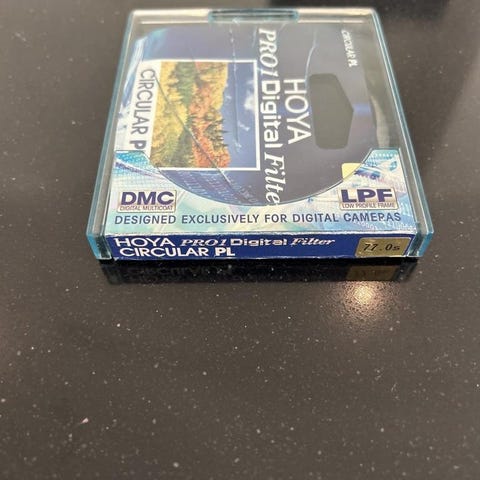 CIRCULAR PL
HOYA
PRO1 Digital Filter
CIRCULAR PL
DMC
DIGITAL MULTICOAT
LPF
LOW PROFILE FRAME
DESIGNED EXCLUSIVELY FOR DIGITAL CAMERAS
HOYA PRO1 Digital Filter
CIRCULAR PL
77.0s